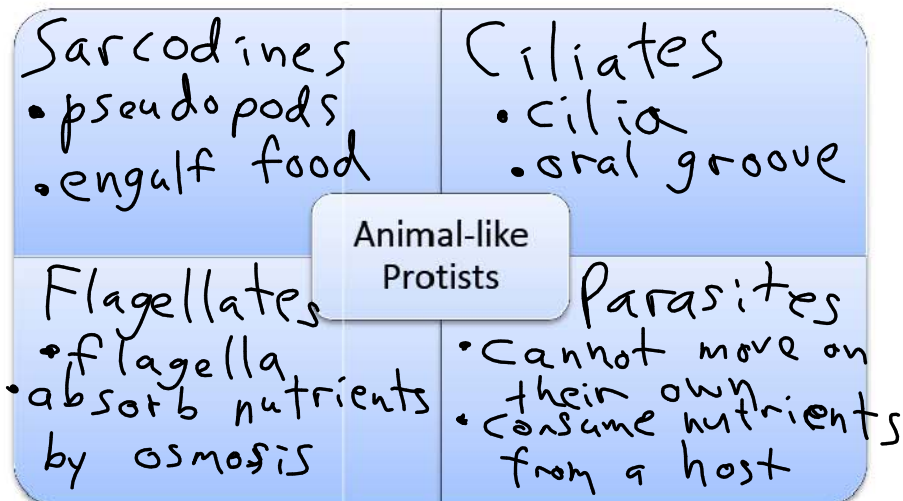 Sarcodines
• pseudopods
• engulf food
Ciliates
• cilia
• oral groove
Animal-like
Protists
Flagellates
• flagella
• absorb nutrients
by osmosis
Parasites
• cannot move on
their own
• consume nutrients
from a host